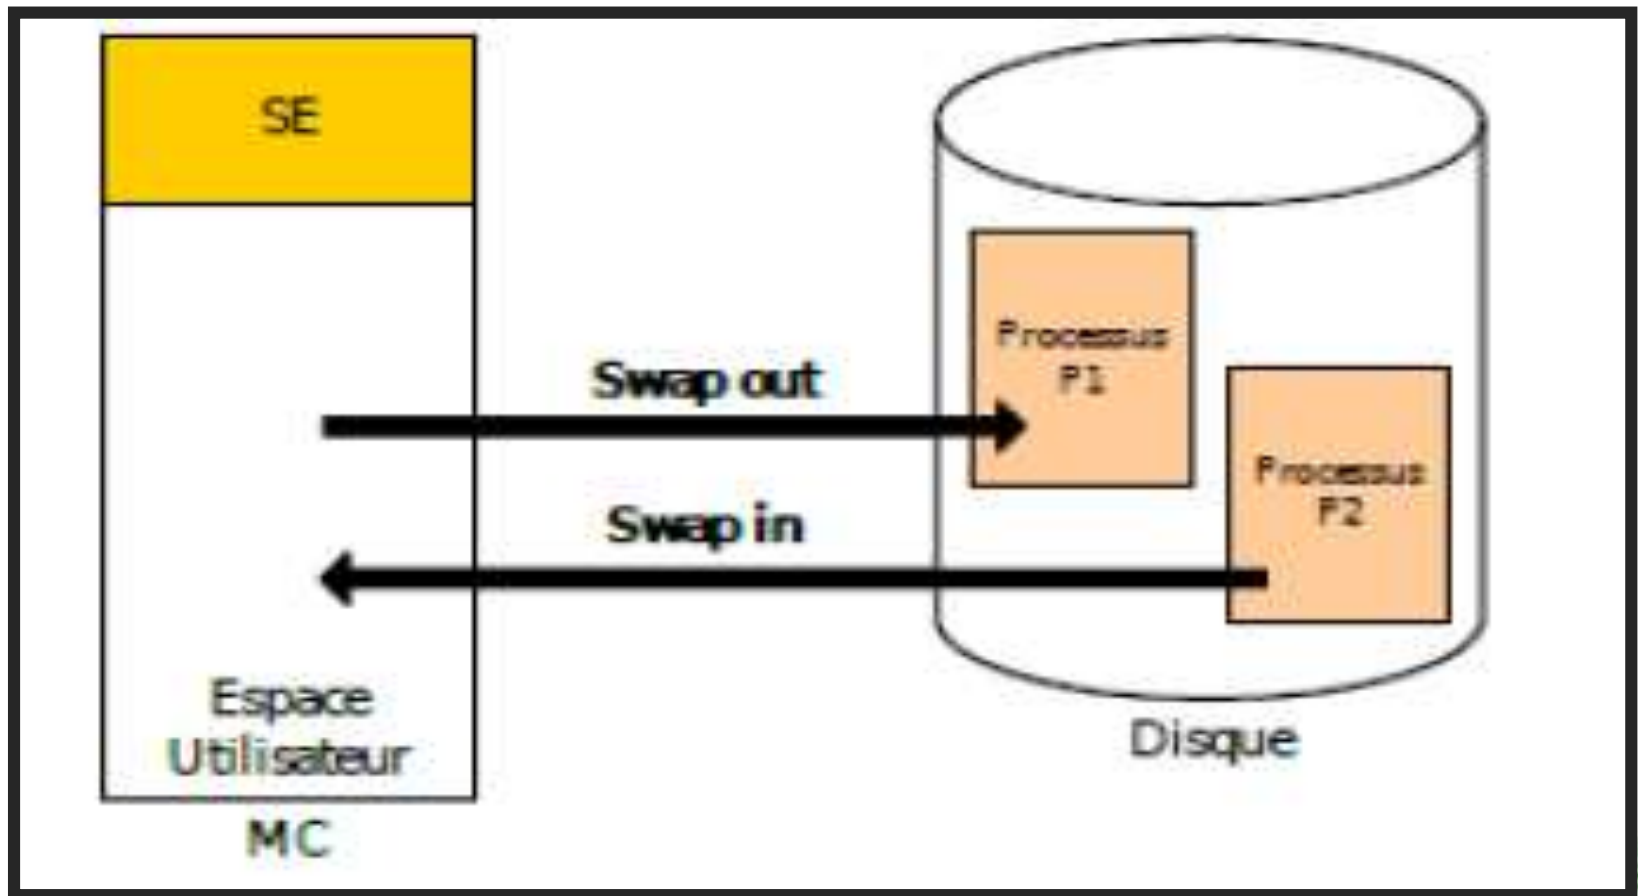 SE
Processus
P1
Swap out
Processus
P2
Swap in
Espace
Utilisateur
Disque
MC